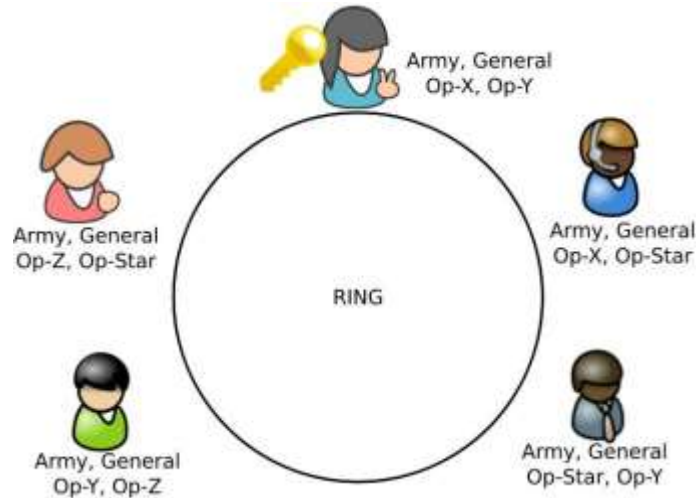 Army, General
Op-X, Op-Y
Army, General
Op-Z, Op-Star
Army, General
Op-X, Op-Star
RING
Army, General
Op-Y, Op-Z
Army, General
Op-Star, Op-Y